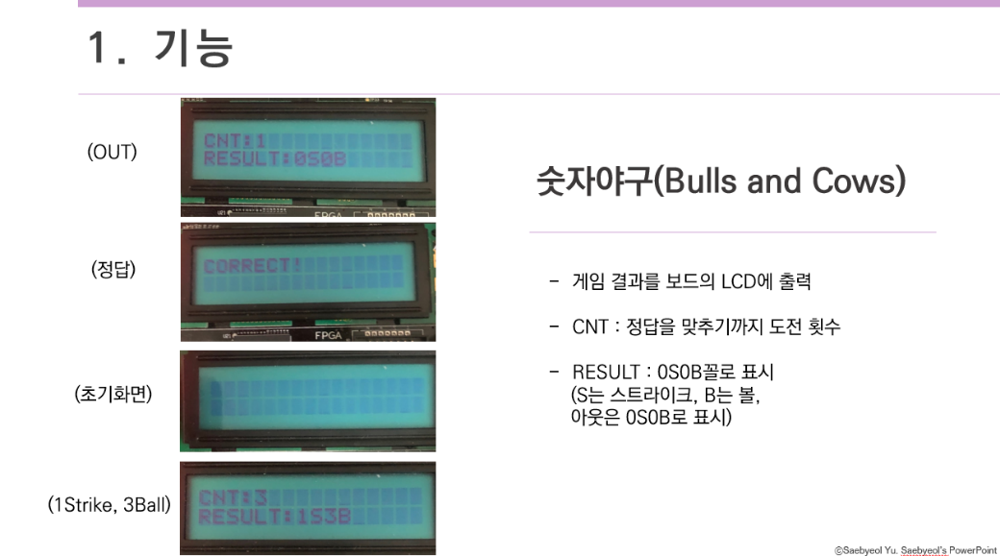 1. 기능
(OUT)
CNT:1
RESULT:0S0B
FPGA
(정답)
CORRECT!
FPGA
(초기화면)
(1Strike, 3Ball)
CNT:3
RESULT:1S3B
숫자야구(Bulls and Cows)
- 게임 결과를 보드의 LCD에 출력
- CNT : 정답을 맞추기까지 도전 횟수
- RESULT : 0S0B꼴로 표시
(S는 스트라이크, B는 볼,
아웃은 0S0B로 표시)
©Saebyeol Yu. Saebyeol's PowerPoint